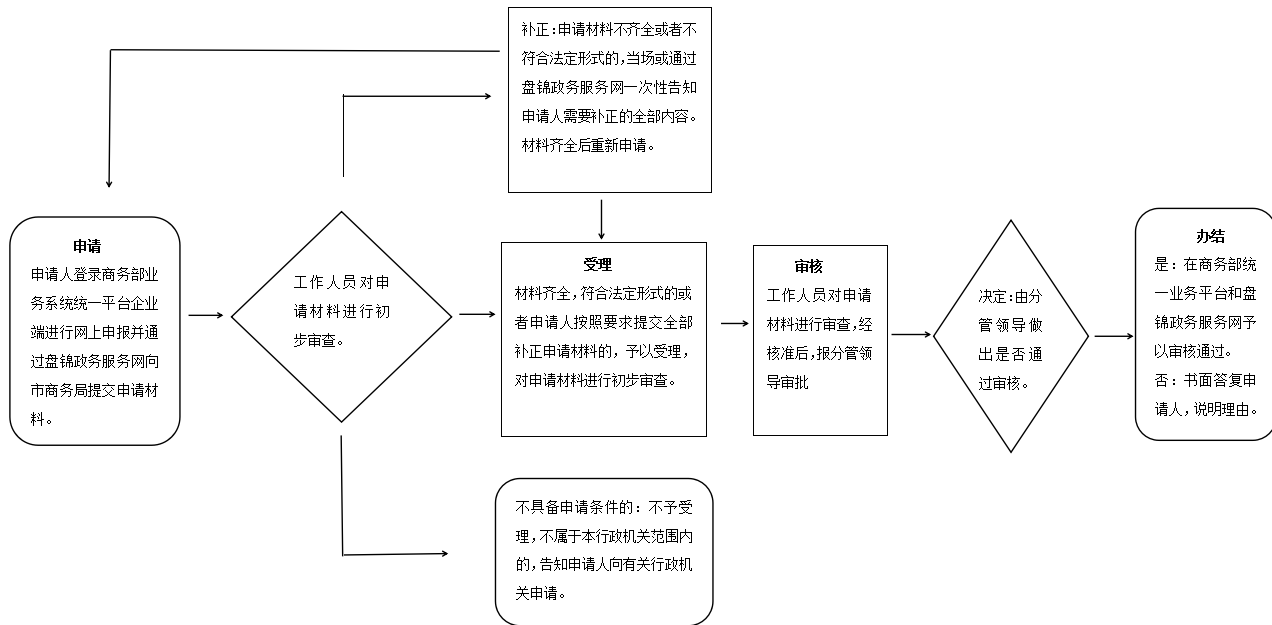 补正：申请材料不齐全或者不
符合法定形式的，当场或通过
盘锦政务服务网一次性告知
申请人需要补正的全部内容。
材料齐全后重新申请。
申请
申请人登录商务部业
务系统统一平台企业
端进行网上申报并通
过盘锦政务服务网向
市商务局提交申请材
料。
工作人员对申
请材料进行初
步审查。
受理
材料齐全，符合法定形式的或
者申请人按照要求提交全部
补正申请材料的，予以受理，
对申请材料进行初步审查。
审核
工作人员对申请
材料进行审查，经
核准后，报分管领
导审批
决定：由分
管领导做
出是否通
过审核。
办结
是：在商务部统
一业务平台和盘
锦政务服务网予
以审核通过。
否：书面答复申
请人，说明理由。
不具备申请条件的：不予受
理，不属于本行政机关范围内
的，告知申请人向有关行政机
关申请。